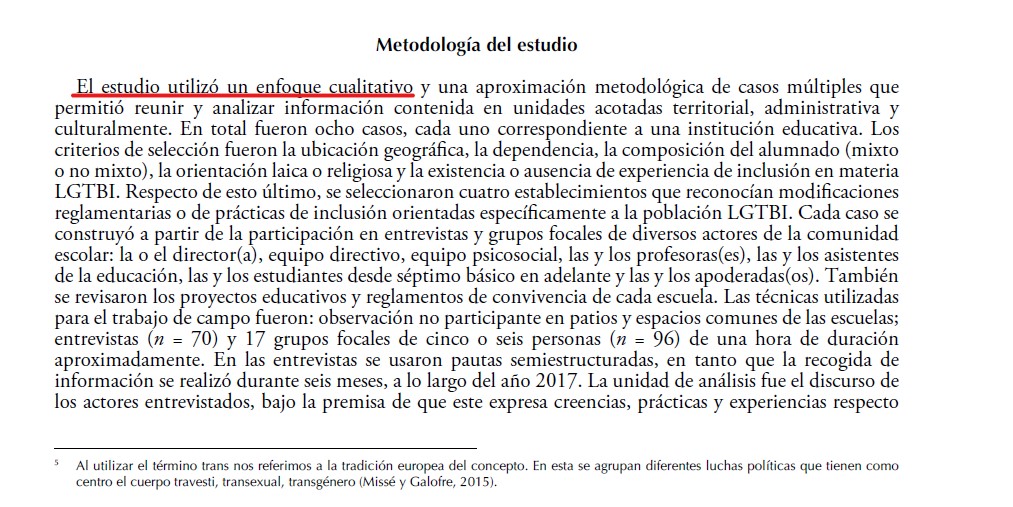 Metodología del estudio
El estudio utilizó un enfoque cualitativo y una aproximación metodológica de casos múltiples que
permitió reunir y analizar información contenida en unidades acotadas territorial, administrativa y
culturalmente. En total fueron ocho casos, cada uno correspondiente a una institución educativa. Los
criterios de selección fueron la ubicación geográfica, la dependencia, la composición del alumnado (mixto
o no mixto), la orientación laica o religiosa y la existencia o ausencia de experiencia de inclusión en materia
LGTBI. Respecto de esto último, se seleccionaron cuatro establecimientos que reconocían modificaciones
reglamentarias o de prácticas de inclusión orientadas específicamente a la población LGTBI. Cada caso se
construyó a partir de la participación en entrevistas y grupos focales de diversos actores de la comunidad
escolar: la o el director(a), equipo directivo, equipo psicosocial, las y los profesoras(es), las y los asistentes
de la educación, las y los estudiantes desde séptimo básico en adelante y las y los apoderadas(os). También
se revisaron los proyectos educativos y reglamentos de convivencia de cada escuela. Las técnicas utilizadas
para el trabajo de campo fueron: observación no participante en patios y espacios comunes de las escuelas;
entrevistas (n = 70) y 17 grupos focales de cinco o seis personas (n = 96) de una hora de duración
aproximadamente. En las entrevistas se usaron pautas semiestructuradas, en tanto que la recogida de
información se realizó durante seis meses, a lo largo del año 2017. La unidad de análisis fue el discurso de
los actores entrevistados, bajo la premisa de que este expresa creencias, prácticas y experiencias respecto
5 Al utilizar el término trans nos referimos a la tradición europea del concepto. En esta se agrupan diferentes luchas políticas que tienen como
centro el cuerpo travesti, transexual, transgénero (Missé y Galofre, 2015).